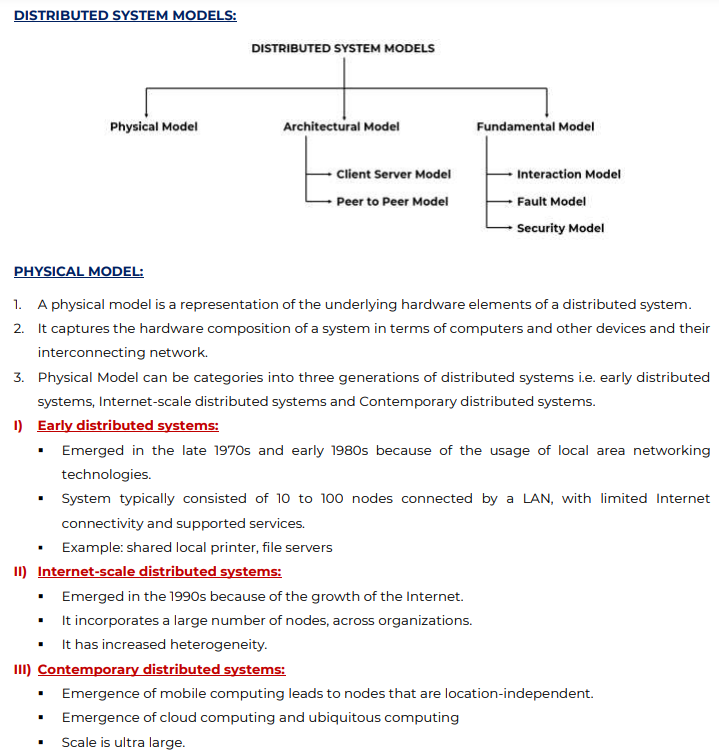 DISTRIBUTED SYSTEM MODELS:
DISTRIBUTED SYSTEM MODELS
Physical Model
Architectural Model
Fundamental Model
Client Server Model
Interaction Model
Peer to Peer Model
Fault Model
Security Model
PHYSICAL MODEL:
1. A physical model is a representation of the underlying hardware elements of a distributed system.
2. It captures the hardware composition of a system in terms of computers and other devices and their
interconnecting network.
3. Physical Model can be categories into three generations of distributed systems i.e. early distributed
systems, Internet-scale distributed systems and Contemporary distributed systems.
I) Early distributed systems:
▪ Emerged in the late 1970s and early 1980s because of the usage of local area networking
technologies.
▪ System typically consisted of 10 to 100 nodes connected by a LAN, with limited Internet
connectivity and supported services.
▪ Example: shared local printer, file servers
II) Internet-scale distributed systems:
▪ Emerged in the 1990s because of the growth of the Internet.
▪ It incorporates a large number of nodes, across organizations.
▪ It has increased heterogeneity.
III) Contemporary distributed systems:
▪ Emergence of mobile computing leads to nodes that are location-independent.
▪ Emergence of cloud computing and ubiquitous computing
▪ Scale is ultra large.